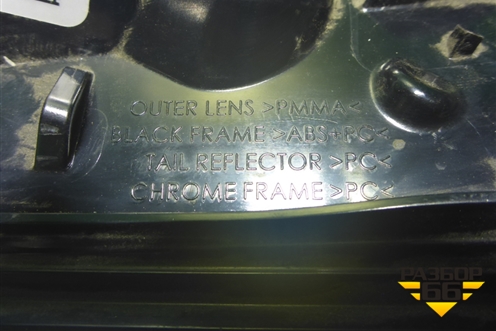 OUTER LENS >PMMA<
BLACK FRAME >ABS+PC<
TAIL REFLECTOR >PC<
CHROME FRAME >PC<
РАЗБОР
66